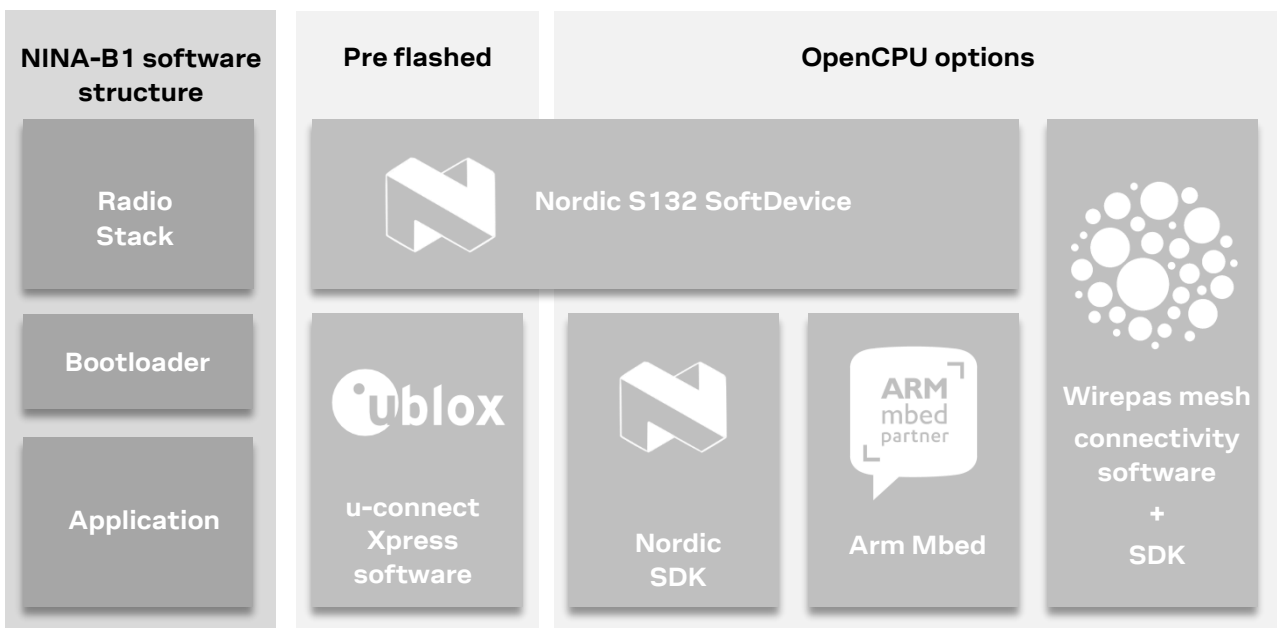 NINA-B1 software
structure
Radio
Stack
Bootloader
Application
Pre flashed
OpenCPU options
Nordic S132 SoftDevice
ublox
u-connect
Xpress
software
Nordic
SDK
ARM
mbed
partner
Arm Mbed
Wirepas mesh
connectivity
software
+
SDK